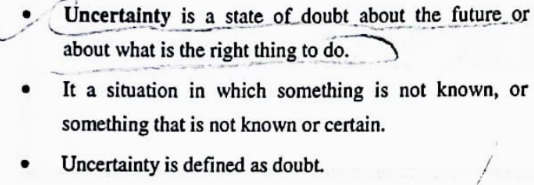 • Uncertainty is a state of doubt about the future or
about what is the right thing to do.
• It a situation in which something is not known, or
something that is not known or certain.
• Uncertainty is defined as doubt.